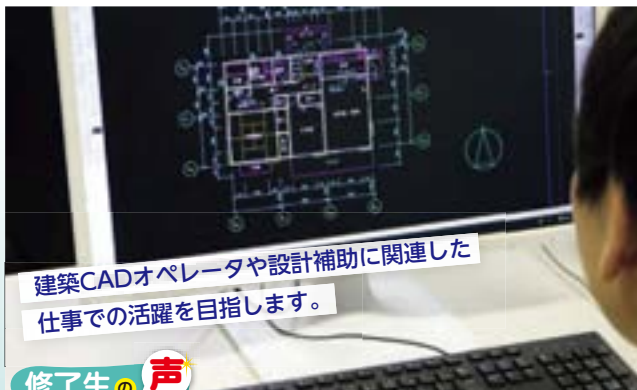 建築CADオペレータや設計補助に関連した
仕事での活躍を目指します。
修了生の声